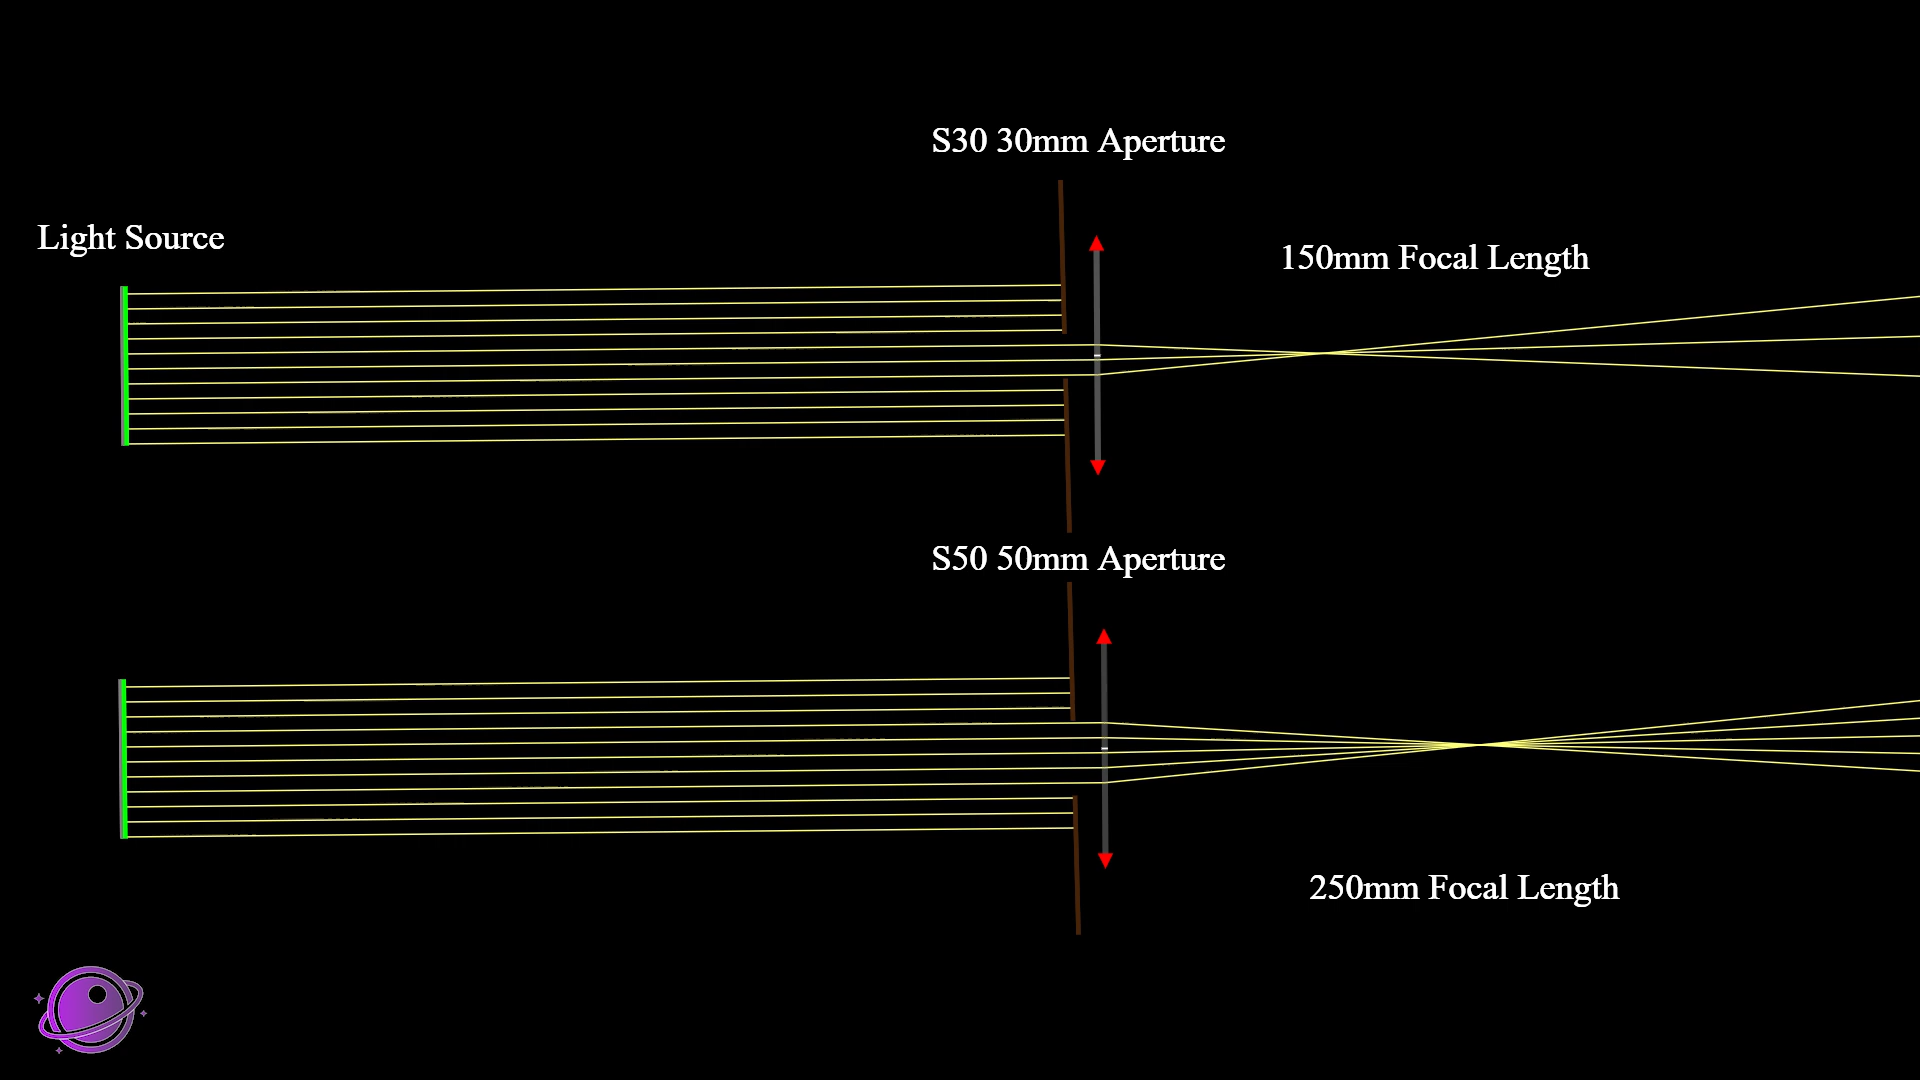 S30 30mm Aperture
Light Source
150mm Focal Length
S50 50mm Aperture
250mm Focal Length